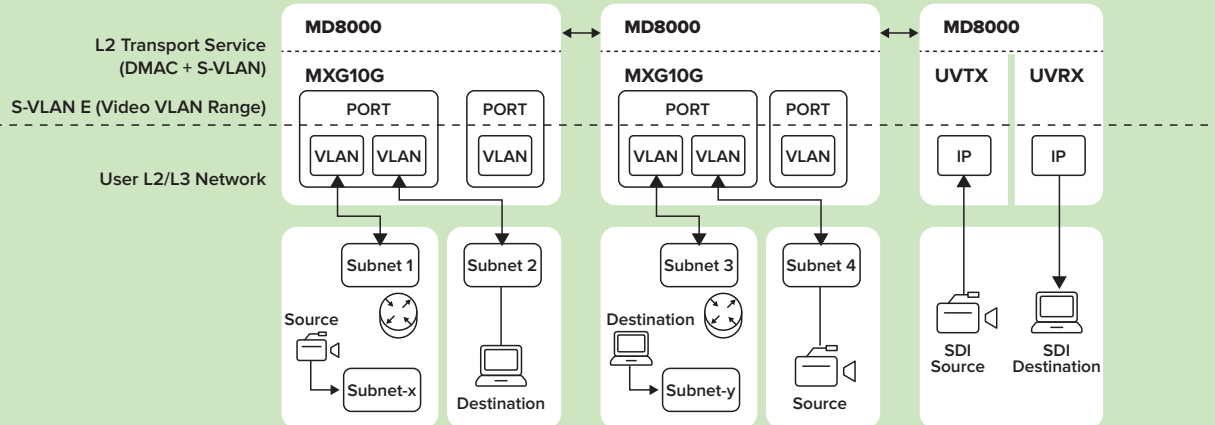 MD8000
MD8000
MD8000
L2 Transport Service
(DMAC + S-VLAN)
MXG10G
MXG10G
UVTX
UVRX
S-VLAN E (Video VLAN Range)
PORT
PORT
PORT
PORT
VLAN
VLAN
VLAN
VLAN
VLAN
VLAN
IP
IP
User L2/L3 Network
Subnet 1
Subnet 2
Subnet 3
Subnet 4
Source
Destination
Subnet-x
Destination
Subnet-y
Source
SDI
Source
SDI
Destination